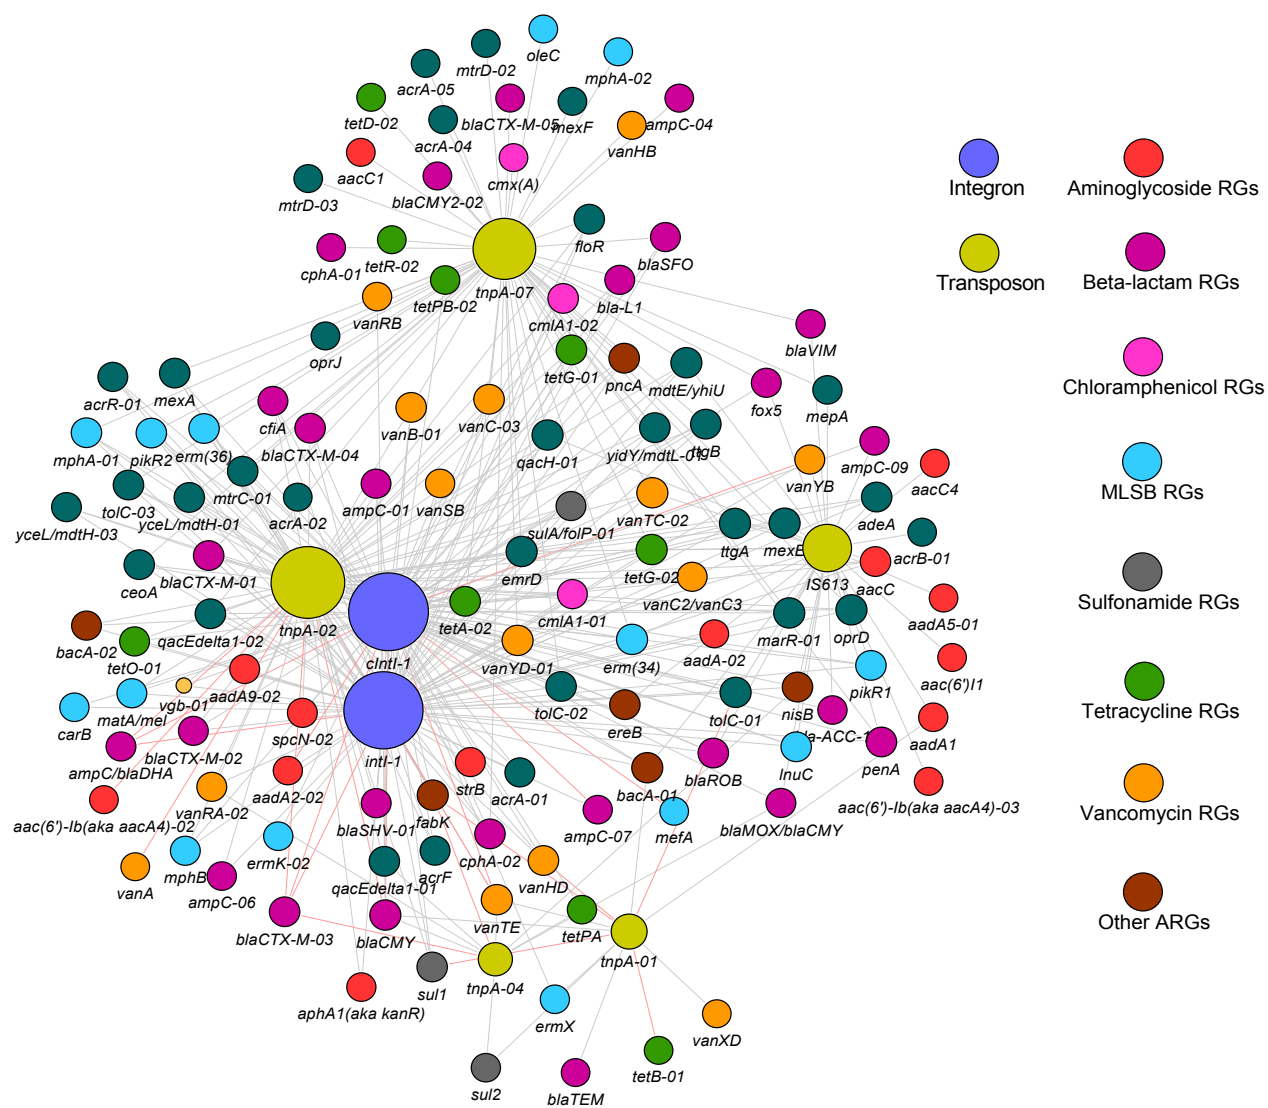 oleC
mtrD-02
mphA-02
acrA-05
tetD-02
blaCTX-M-05
mexF
ampC-04
acrA-04
vanHB
aacC1
cmx(A)
mtrD-03
blaCMY2-02
floR
blaSFO
cphA-01
tetR-02
tnpA-07
tetPB-02
bla-L1
vanRB
cmlA1-02
oprJ
blaVIM
tetG-01
pncA
mdtE/yhiU
acrR-01
mexA
fox5
mepA
cfiA
vanB-01
vanC-03
mphA-01
pikR2
erm(36)
blaCTX-M-04
qacH-01
yidY/mdtL-01
ttgB
ampC-09
vanYB
aacC4
tolC-03
yceL/mdtH-01
mtrC-01
acrA-02
ampC-01
vanSB
sulA/folP-01
vanTC-02
adeA
yceL/mdtH-03
ttgA
mexE
acrB-01
blaCTX-M-01
emrD
tetG-02
IS613
aacC
ceoA
tnpA-02
vanC2/vanC3
aadA5-01
cmlA1-01
qacEdelta1-02
cIntI-1
tetA-02
marR-01
oprD
bacA-02
tetO-01
vanYD-01
erm(34)
aadA-02
aac(6')I1
aadA9-02
pikR1
vgb-01
matA/mel
tolC-02
tolC-01
nisB
carB
spcN-02
intI-1
ereB
aadA1
ampC/blaDHA
blaCTX-M-02
penA
blaROB
lnuC
strB
acrA-01
bacA-01
aac(6')-Ib(aka aacA4)-02
vanRA-02
aadA2-02
blaSHV-01
fabK
ampC-07
mefA
blaMOX/blaCMY
aac(6')-Ib(aka aacA4)-03
ermK-02
mphB
vanA
qacEdelta1-01
acrF
cphA-02
vanHD
ampC-06
blaCTX-M-03
blaCMY
vanTE
tetPA
tnpA-01
sul1
tnpA-04
aphA1(aka kanR)
ermX
vanXD
tetB-01
sul2
blaTEM
Integron
Transposon
Aminoglycoside RGs
Beta-lactam RGs
Chloramphenicol RGs
MLSB RGs
Sulfonamide RGs
Tetracycline RGs
Vancomycin RGs
Other ARGs